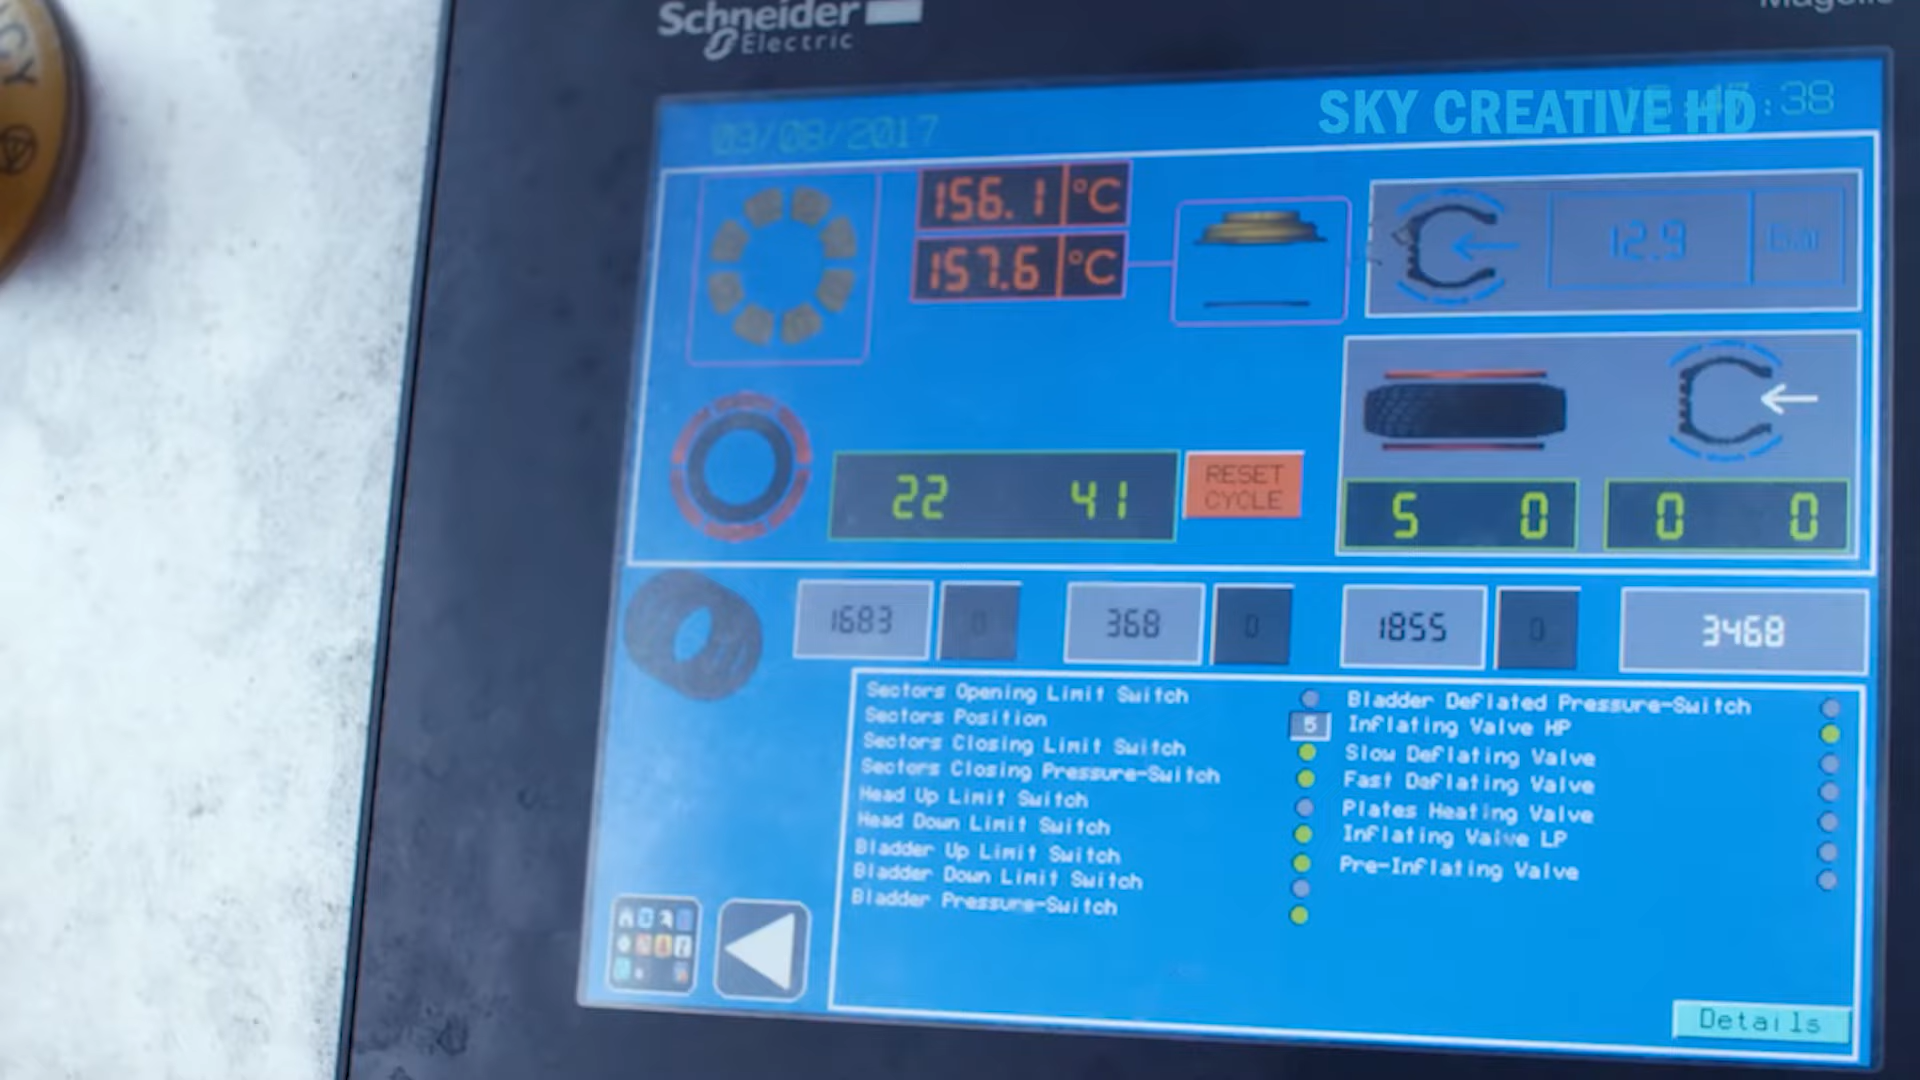 Schneider
Electric
SKY CREATIVE HD
:38
09/08/2017
156.1 °C
157.6 °C
12.9 Bar
22 41
RESET
CYCLE
5 0
0 0
1683 0 368 0 1855 0 3468
Sectors Opening Limit Switch
Sectors Position 5
Sectors Closing Limit Switch
Sectors Closing Pressure-Switch
Head Up Limit Switch
Head Down Limit Switch
Bladder Up Limit Switch
Bladder Down Limit Switch
Bladder Pressure-Switch
Bladder Deflated Pressure-Switch
Inflating Valve HP
Slow Deflating Valve
Fast Daflating Valve
Plates Heating Valve
Inflating Valve LP
Pre-Inflating Valve
Details